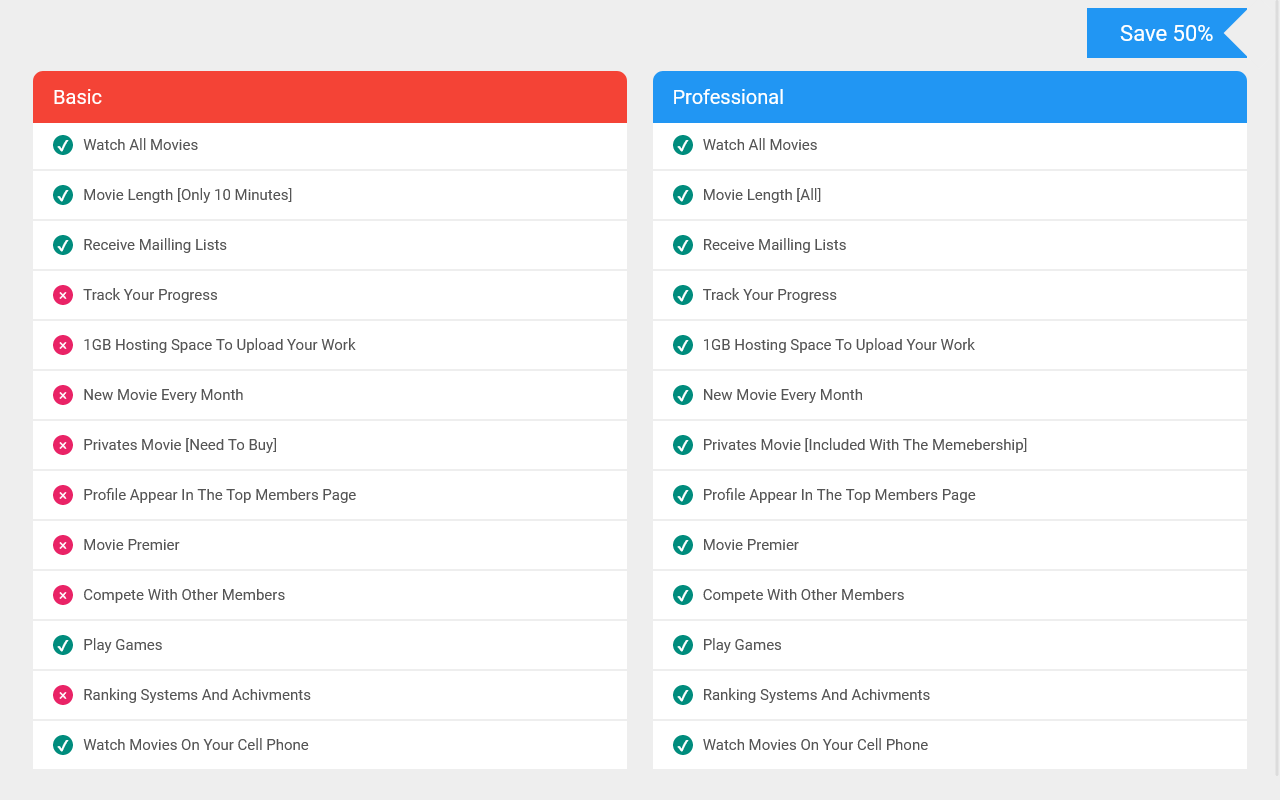 Save 50%
Basic
Watch All Movies
Movie Length [Only 10 Minutes]
Receive Mailling Lists
Track Your Progress
1GB Hosting Space To Upload Your Work
New Movie Every Month
Privates Movie [Need To Buy]
Profile Appear In The Top Members Page
Movie Premier
Compete With Other Members
Play Games
Ranking Systems And Achivments
Watch Movies On Your Cell Phone
Professional
Watch All Movies
Movie Length [All]
Receive Mailling Lists
Track Your Progress
1GB Hosting Space To Upload Your Work
New Movie Every Month
Privates Movie [Included With The Memebership]
Profile Appear In The Top Members Page
Movie Premier
Compete With Other Members
Play Games
Ranking Systems And Achivments
Watch Movies On Your Cell Phone